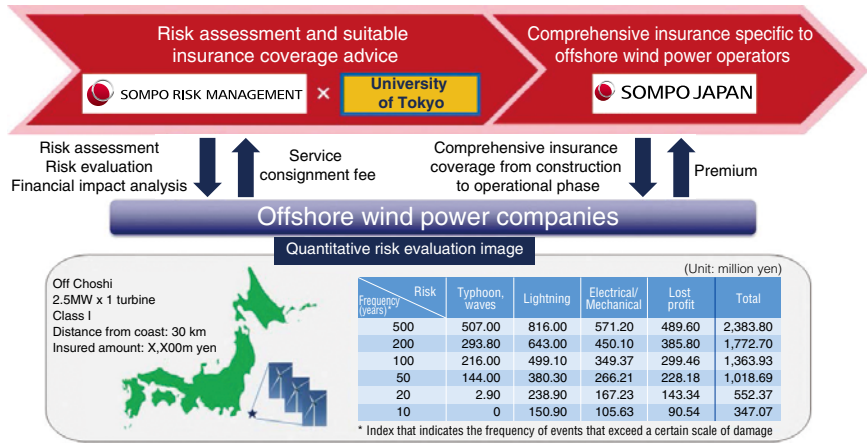 Risk assessment and suitable
insurance coverage advice
SOMPO RISK MANAGEMENT × University
of Tokyo
Comprehensive insurance specific to
offshore wind power operators
SOMPO JAPAN
Risk assessment
Risk evaluation
Financial impact analysis
Service
consignment fee
Comprehensive insurance
coverage from construction
to operational phase
Premium
Offshore wind power companies
Quantitative risk evaluation image
Off Choshi
2.5MW x 1 turbine
Class I
Distance from coast: 30 km
Insured amount: X,X00m yen
(Unit: million yen)
Risk
Frequency
(years)*
Typhoon,
waves
Lightning
Electrical/
Mechanical
Lost
profit
Total
500 507.00 816.00 571.20 489.60 2,383.80
200 293.80 643.00 450.10 385.80 1,772.70
100 216.00 499.10 349.37 299.46 1,363.93
50 144.00 380.30 266.21 228.18 1,018.69
20 2.90 238.90 167.23 143.34 552.37
10 0 150.90 105.63 90.54 347.07
* Index that indicates the frequency of events that exceed a certain scale of damage